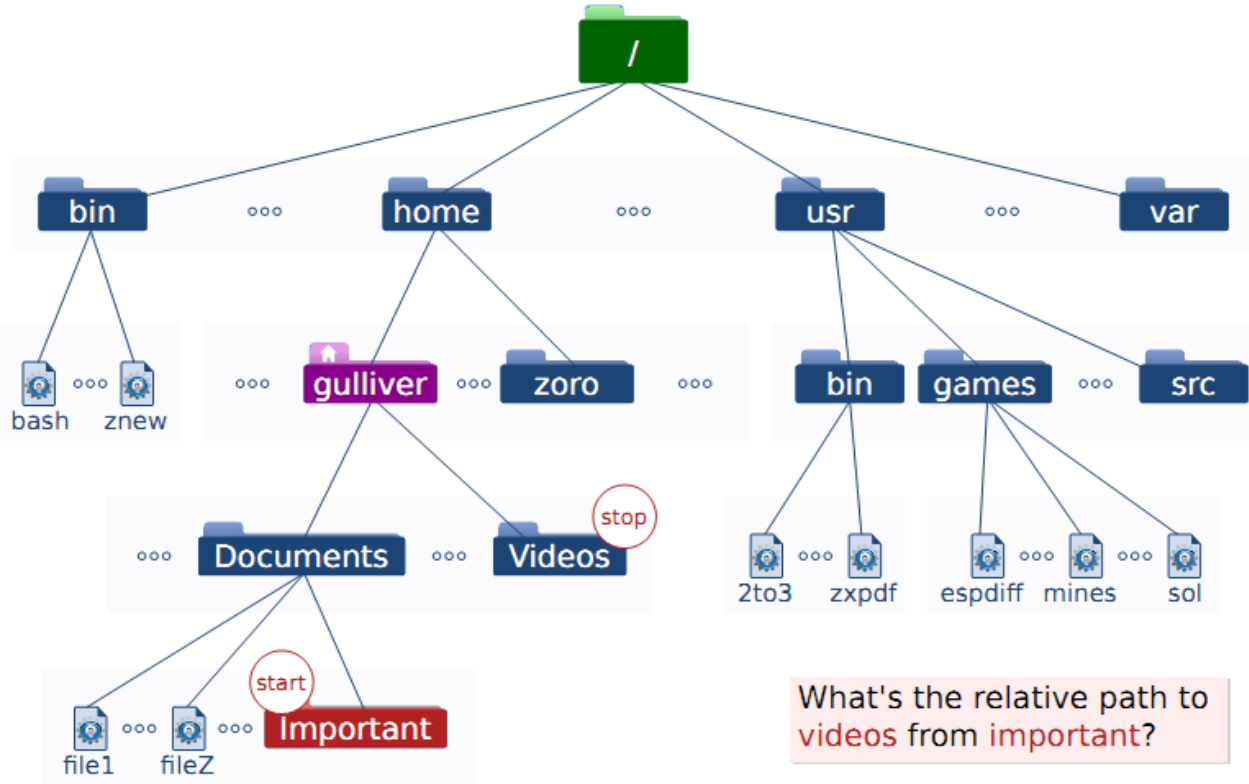 /
bin °°° home °°° usr °°° var
°°° gulliver °°° zoro °°° bin games °°° src
bash °°° znew
stop
°°° Documents °°° Videos
2to3 °°° zxpdf espdiff °°° mines °°° sol
start
Important
file1 °°° fileZ °°°
What's the relative path to
videos from important?